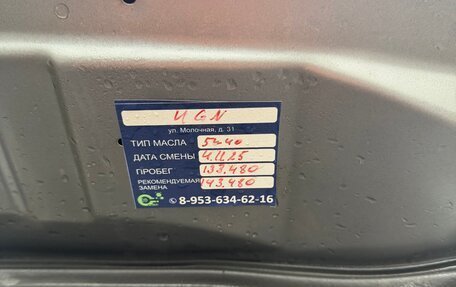 UGN
ул. Молочная, д. 31
ТИП МАСЛА 5w40
ДАТА СМЕНЫ 4.11.25
ПРОБЕГ 133.480
РЕКОМЕНДУЕМАЯ ЗАМЕНА 143.480
8-953-634-62-16